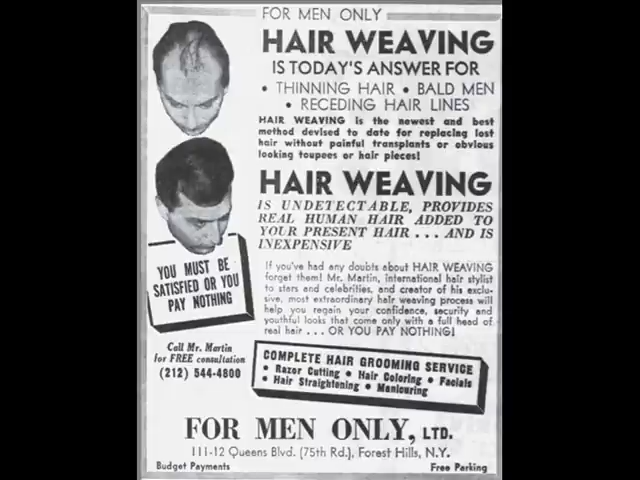 FOR MEN ONLY
HAIR WEAVING
IS TODAY'S ANSWER FOR
• THINNING HAIR • BALD MEN
• RECEDING HAIR LINES
HAIR WEAVING is the newest and best
method devised to date for replacing lost
hair without painful transplants or obvious
looking toupees or hair pieces!
HAIR WEAVING
IS UNDETECTABLE, PROVIDES
REAL HUMAN HAIR ADDED TO
YOUR PRESENT HAIR . . . AND IS
INEXPENSIVE
YOU MUST BE
SATISFIED OR YOU
PAY NOTHING
If you've had any doubts about HAIR WEAVING
forget them! Mr. Martin, international hair stylist
to stars and celebrities, and creator of his exclu-
sive, most extraordinary hair weaving process will
help you regain your confidence, security and
youthful looks that come only with a full head of
real hair . . . OR YOU PAY NOTHING!
Call Mr. Martin
for FREE consultation
(212) 544-4800
COMPLETE HAIR GROOMING SERVICE
• Razor Cutting • Hair Coloring • Facials
• Hair Straightening • Manicuring
FOR MEN ONLY, LTD.
111-12 Queens Blvd. (75th Rd.), Forest Hills, N.Y.
Budget Payments Free Parking